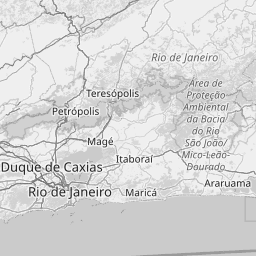 Rio de Janeiro
Teresópolis
Petrópolis
Área de
Proteção
Ambiental
da Bacia
do Rio
São João/
Mico-Leão-
Dourado
Magé
Duque de Caxias
Itaboraí
Rio de Janeiro
Maricá
Araruama